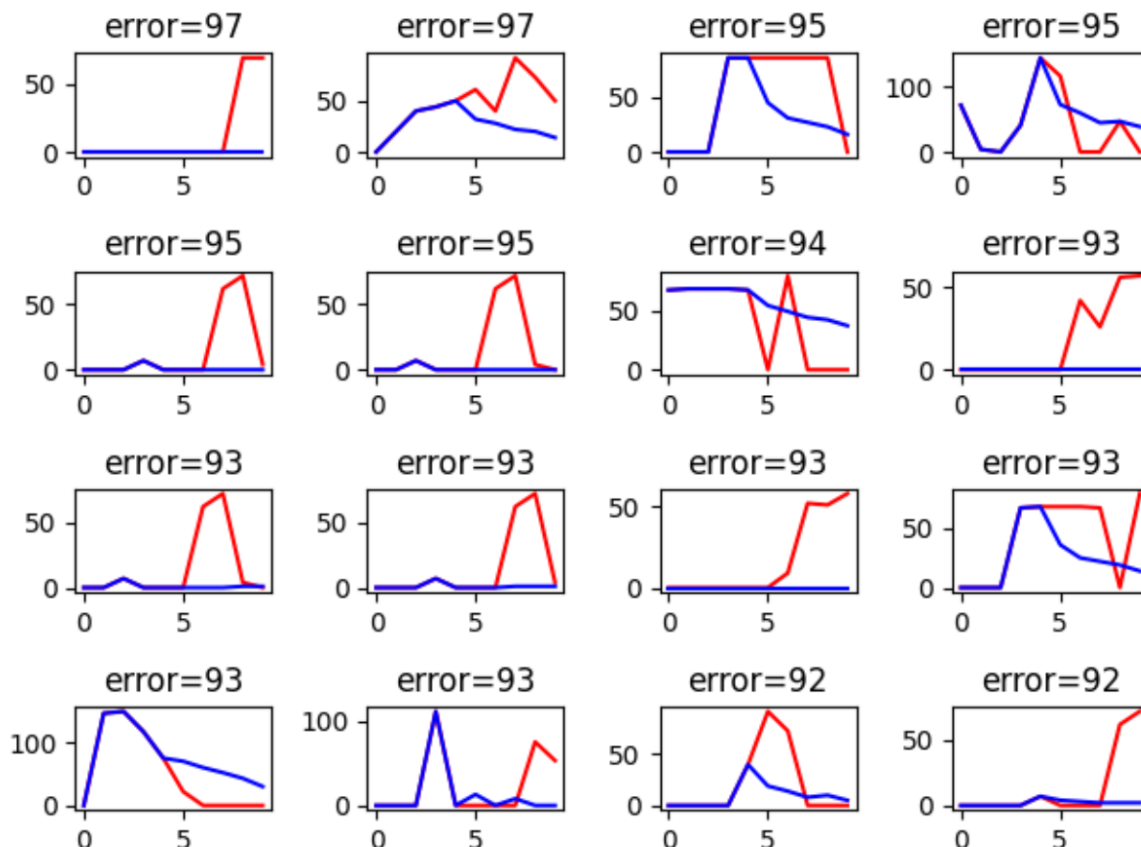 error=97 error=97 error=95 error=95
50 50 50 100
0 0 0 0
0 5 0 5 0 5 0 5
error=95 error=95 error=94 error=93
50 50 50 50
0 0 0 0
0 5 0 5 0 5 0 5
error=93 error=93 error=93 error=93
50 50 50 50
0 0 0 0
0 5 0 5 0 5 0 5
error=93 error=93 error=92 error=92
100 100 50 50
0 0 0 0
0 5 0 5 0 5 0 5